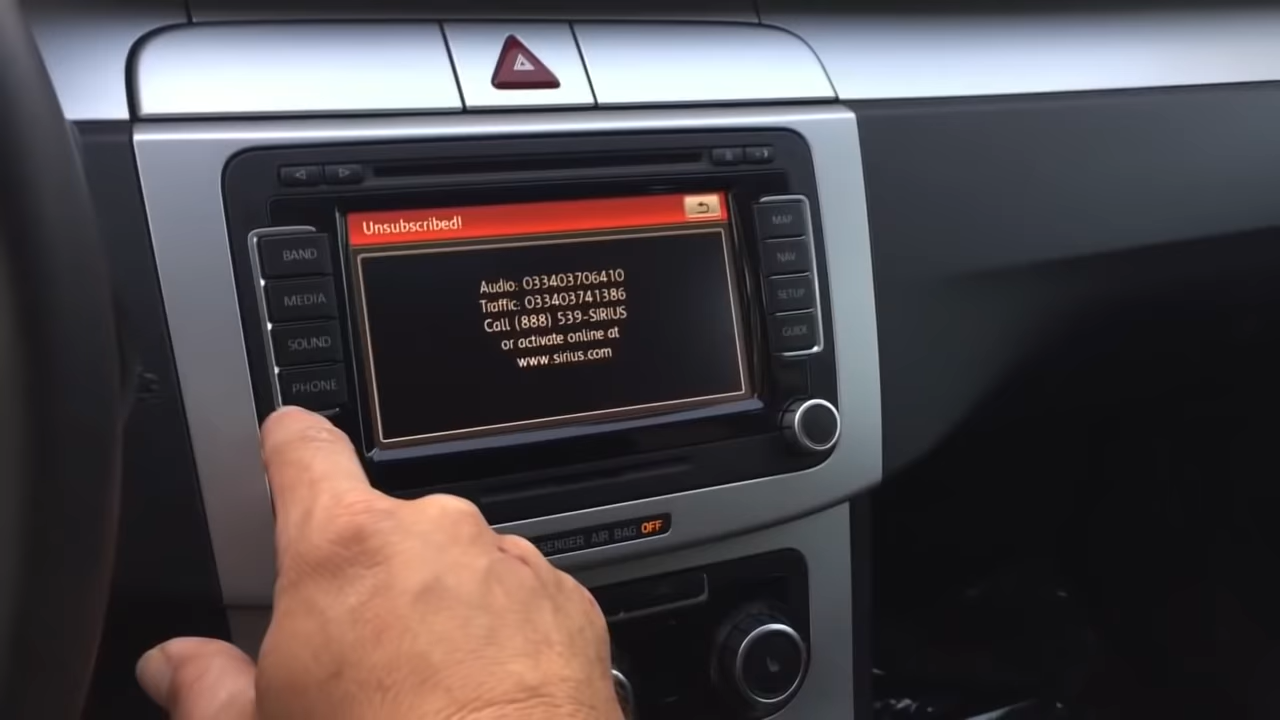 Unsubscribed!
BAND
MEDIA
SOUND
PHONE
Audio: 033403706410
Traffic: 033403741386
Call (888) 539-SIRIUS
or activate online at
www.sirius.com
MAP
NAV
SETUP
GUIDE
AIR BAG OFF